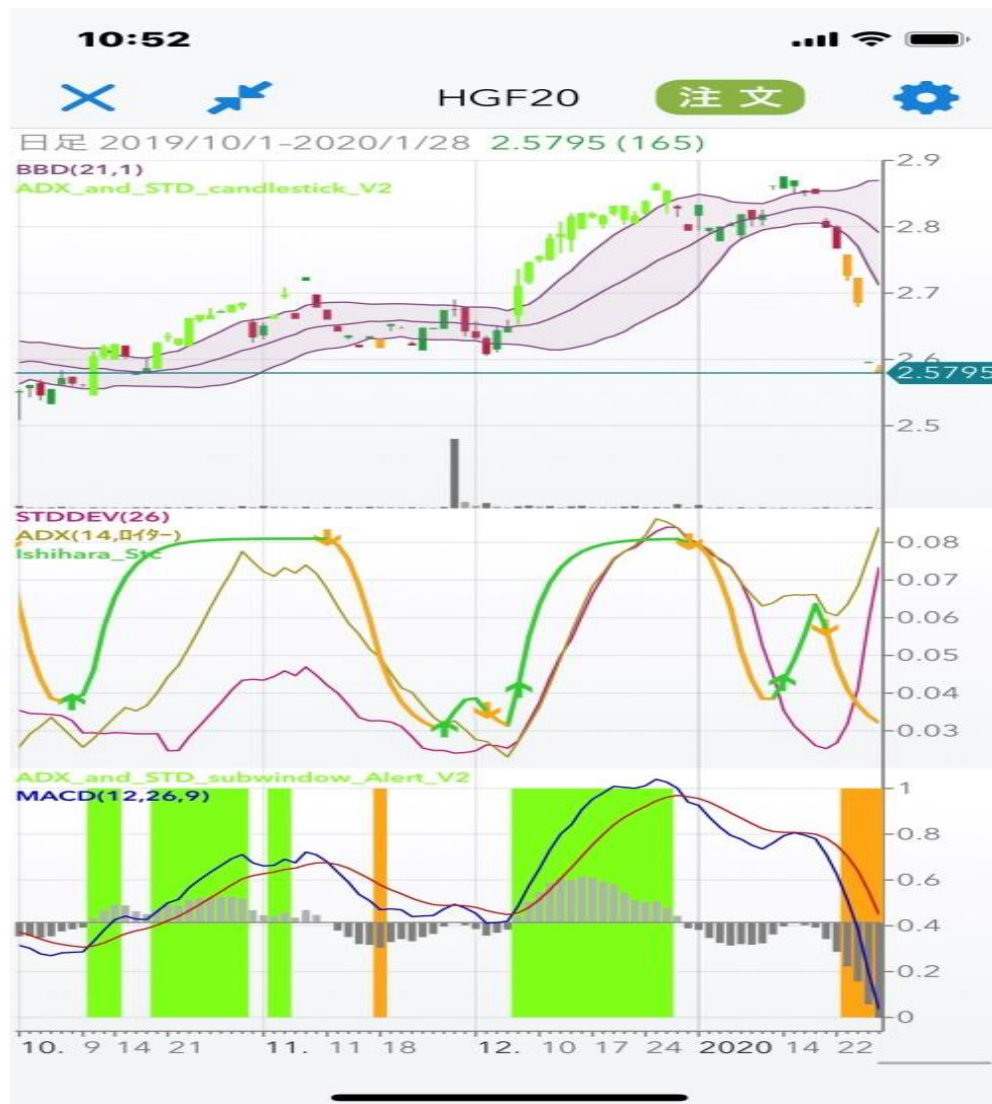 10:52
HGF20 注文
日足 2019/10/1-2020/1/28 2.5795 (165)
BBD(21,1)
ADX_and_STD_candlestick_V2
2.9
2.8
2.7
2.6
2.5795
2.5
STDDEV(26)
ADX(14,ロイター)
Ishihara_Stc
0.08
0.07
0.06
0.05
0.04
0.03
ADX_and_STD_subwindow_Alert_V2
MACD(12,26,9)
1
0.8
0.6
0.4
0.2
0
10. 9 14 21 11. 11 18 12. 10 17 24 2020 14 22